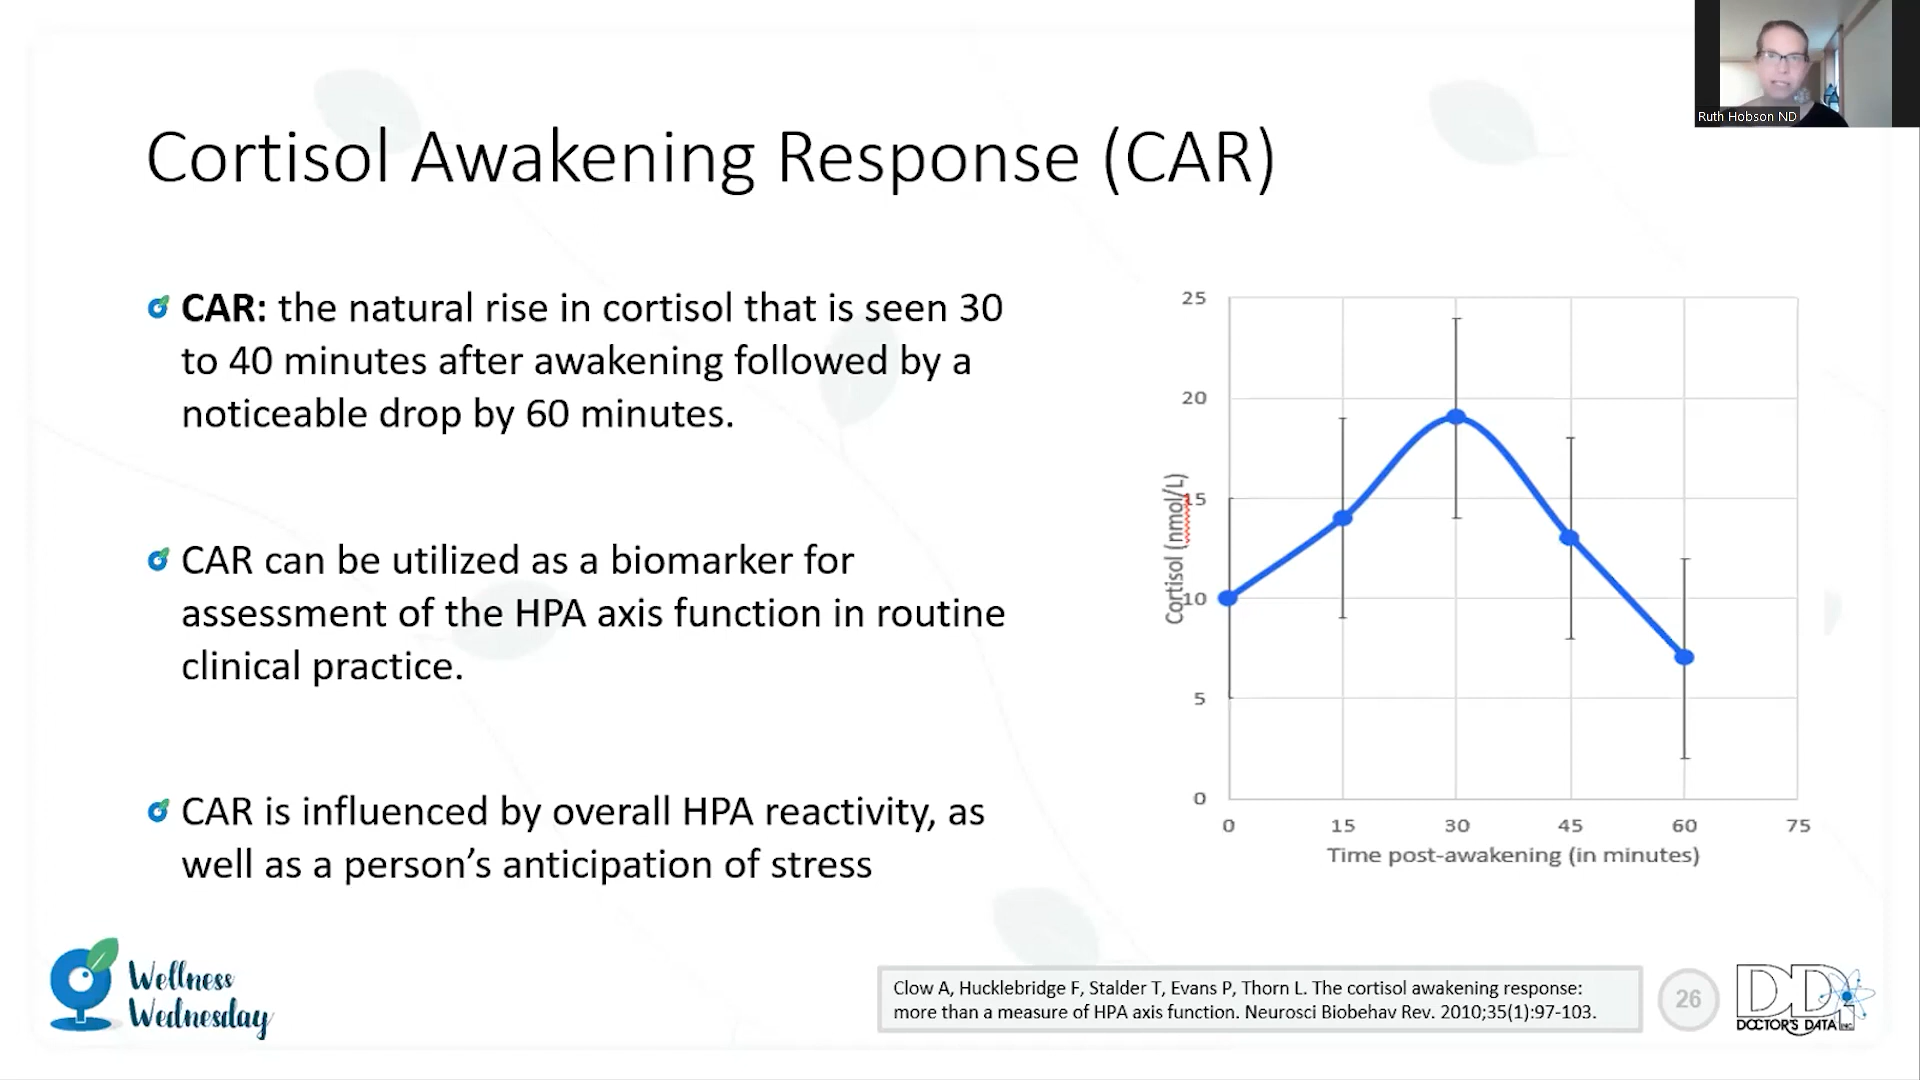 Ruth Hobson ND
Cortisol Awakening Response (CAR)
CAR: the natural rise in cortisol that is seen 30
to 40 minutes after awakening followed by a
noticeable drop by 60 minutes.
CAR can be utilized as a biomarker for
assessment of the HPA axis function in routine
clinical practice.
CAR is influenced by overall HPA reactivity, as
well as a person’s anticipation of stress
Cortisol (nmol/L)
25
20
15
10
5
0
0 15 30 45 60 75
Time post-awakening (in minutes)
Wellness
Wednesday
Clow A, Hucklebridge F, Stalder T, Evans P, Thorn L. The cortisol awakening response:
more than a measure of HPA axis function. Neurosci Biobehav Rev. 2010;35(1):97-103.
26
DDI
DOCTOR'S DATA